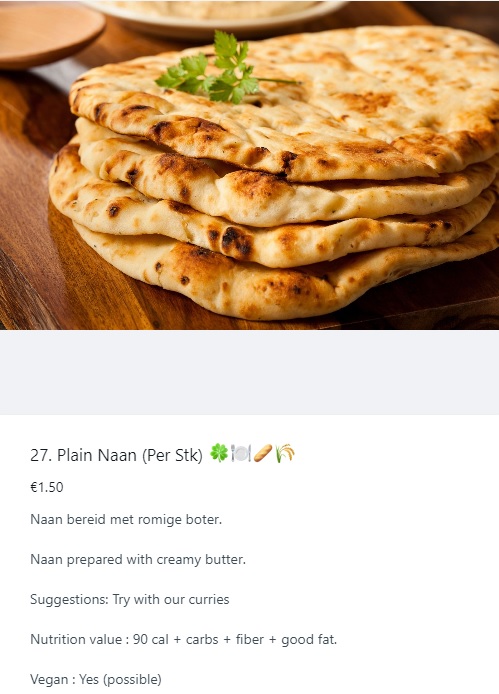 27. Plain Naan (Per Stk) 🍀🍽️🥖🌾
€1.50
Naan bereid met romige boter.
Naan prepared with creamy butter.
Suggestions: Try with our curries
Nutrition value : 90 cal + carbs + fiber + good fat.
Vegan : Yes (possible)